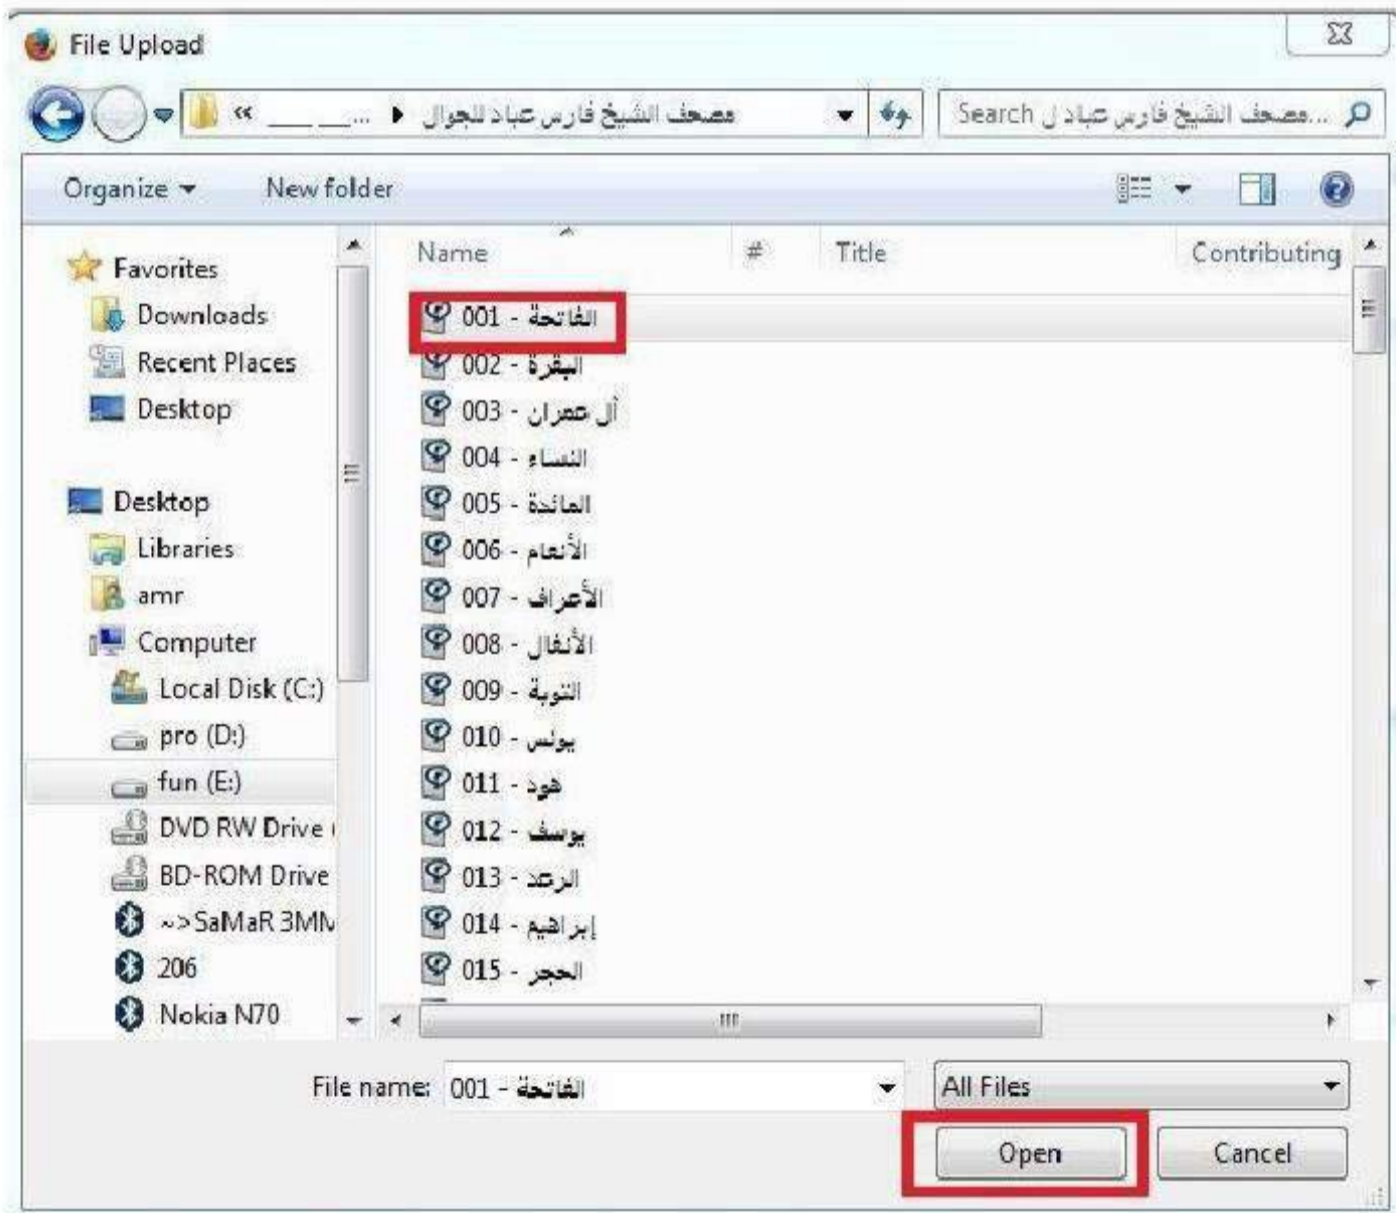 File Upload
« ... مصحف الشيخ فارس عباد للجوال
Search مصحف الشيخ فارس عباد ل...
Organize
New folder
Name # Title Contributing
Favorites
Downloads
Recent Places
Desktop
Desktop
Libraries
amr
Computer
Local Disk (C:)
pro (D:)
fun (E:)
DVD RW Drive (
BD-ROM Drive
~>SaMaR 3MM
206
Nokia N70
001 - الفاتحة
002 - البقرة
003 - أل عمران
004 - النساء
005 - المائدة
006 - الأنعام
007 - الأعراف
008 - الأنفال
009 - التوبة
010 - يونس
011 - هود
012 - يوسف
013 - الرعد
014 - إبراهيم
015 - الحجر
File name: 001 - الفاتحة
All Files
Open
Cancel